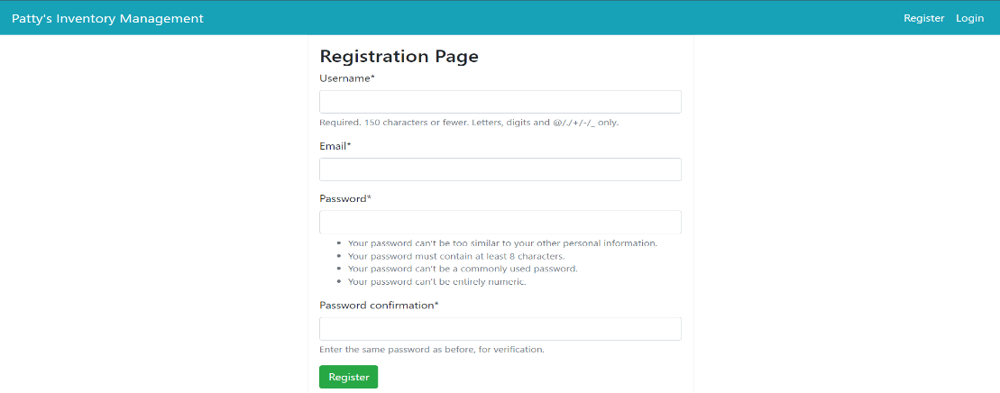 Patty's Inventory Management
Register Login
Registration Page
Username*
Required. 150 characters or fewer. Letters, digits and @/./+/-/_ only.
Email*
Password*
• Your password can't be too similar to your other personal information.
• Your password must contain at least 8 characters.
• Your password can't be a commonly used password.
• Your password can't be entirely numeric.
Password confirmation*
Enter the same password as before, for verification.
Register